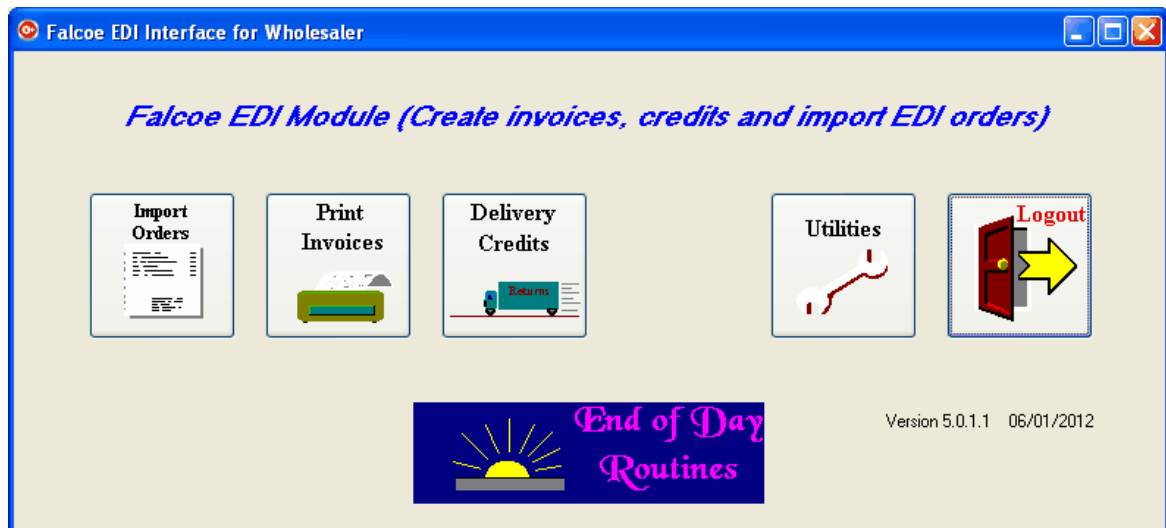 Falcoe EDI Interface for Wholesaler
Falcoe EDI Module (Create invoices, credits and import EDI orders)
Import
Orders
Print
Invoices
Delivery
Credits
Returns
Utilities
Logout
End of Day
Routines
Version 5.0.1.1 06/01/2012